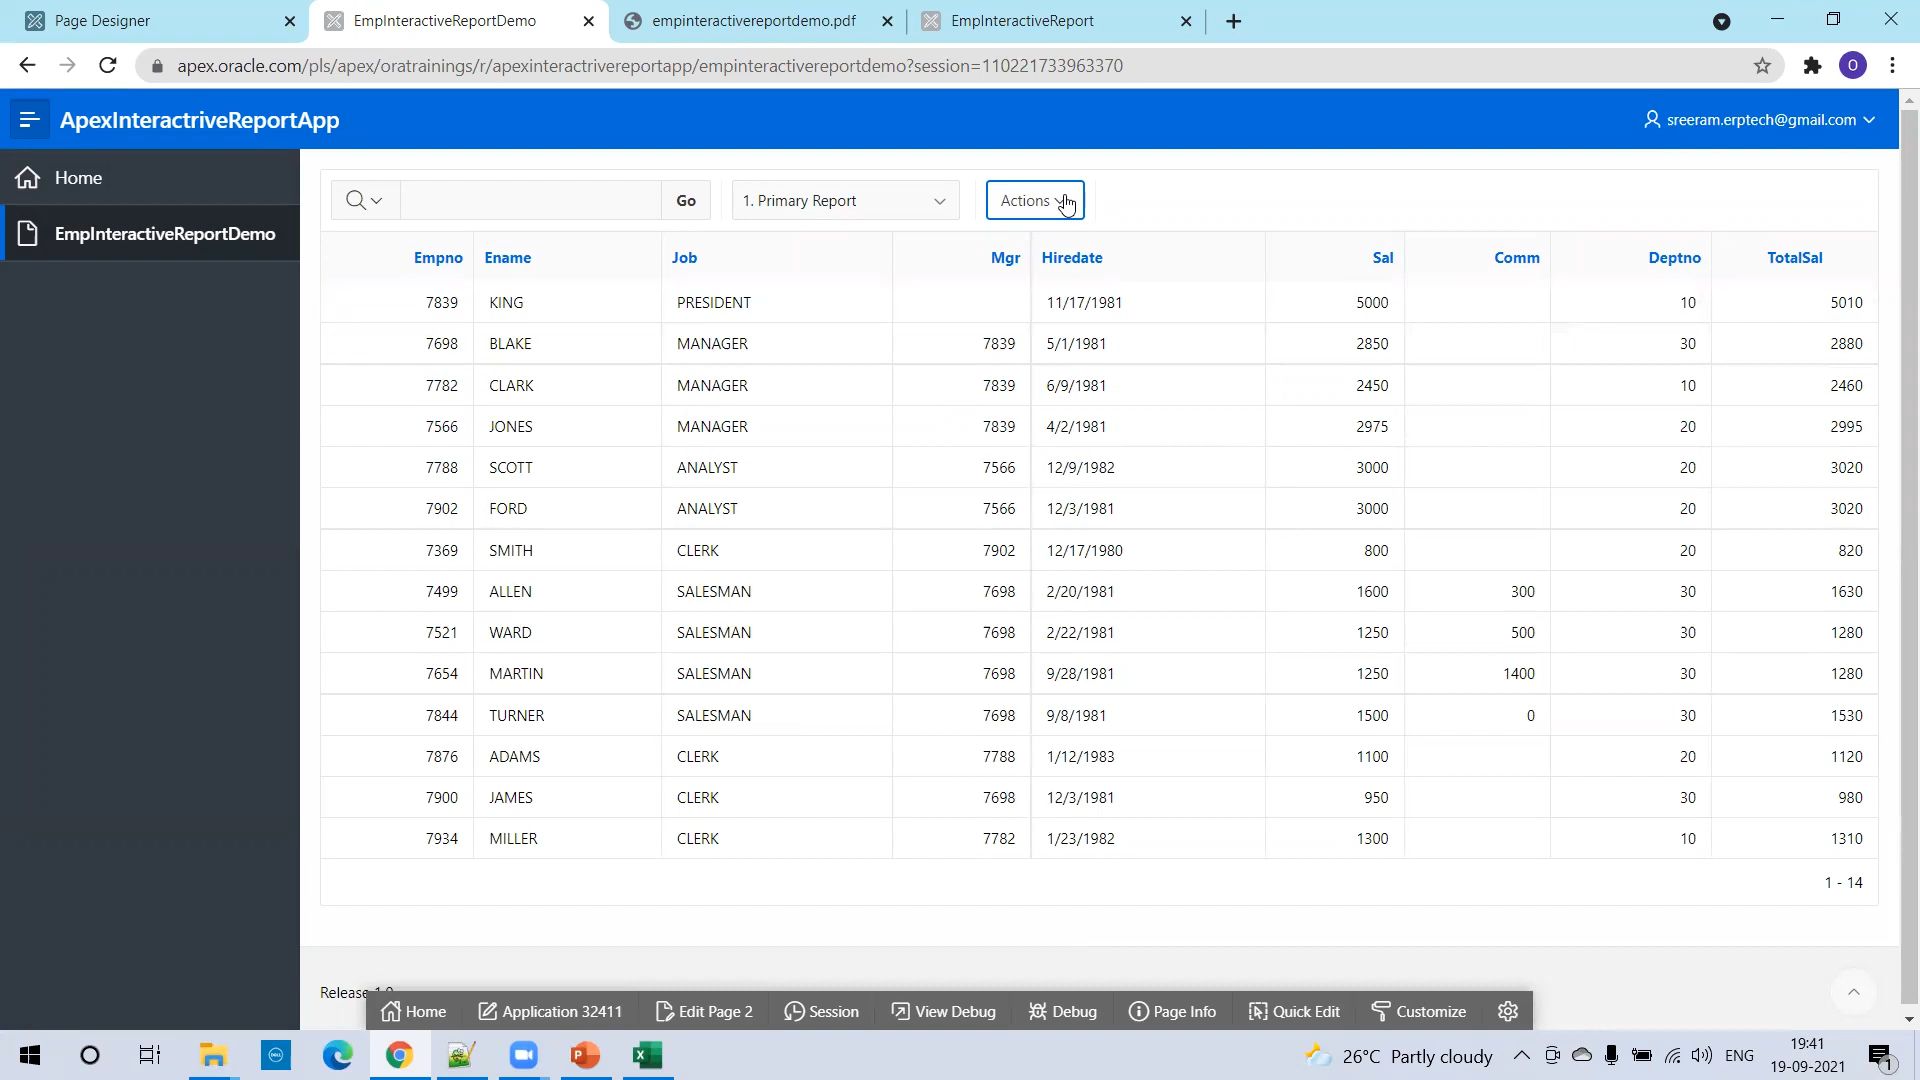 Page Designer
EmpInteractiveReportDemo
empinteractivereportdemo.pdf
EmpInteractiveReport
apex.oracle.com/pls/apex/oratrainings/r/apexinteractrivereportapp/empinteractivereportdemo?session=110221733963370
O
ApexInteractriveReportApp
sreeram.erptech@gmail.com
Home
EmpInteractiveReportDemo
Go
1. Primary Report
Actions
Empno Ename Job Mgr Hiredate Sal Comm Deptno TotalSal
7839 KING PRESIDENT 11/17/1981 5000 10 5010
7698 BLAKE MANAGER 7839 5/1/1981 2850 30 2880
7782 CLARK MANAGER 7839 6/9/1981 2450 10 2460
7566 JONES MANAGER 7839 4/2/1981 2975 20 2995
7788 SCOTT ANALYST 7566 12/9/1982 3000 20 3020
7902 FORD ANALYST 7566 12/3/1981 3000 20 3020
7369 SMITH CLERK 7902 12/17/1980 800 20 820
7499 ALLEN SALESMAN 7698 2/20/1981 1600 300 30 1630
7521 WARD SALESMAN 7698 2/22/1981 1250 500 30 1280
7654 MARTIN SALESMAN 7698 9/28/1981 1250 1400 30 1280
7844 TURNER SALESMAN 7698 9/8/1981 1500 0 30 1530
7876 ADAMS CLERK 7788 1/12/1983 1100 20 1120
7900 JAMES CLERK 7698 12/3/1981 950 30 980
7934 MILLER CLERK 7782 1/23/1982 1300 10 1310
1 - 14
Release 1.0
Home Application 32411 Edit Page 2 Session View Debug Debug Page Info Quick Edit Customize
DELL
26°C Partly cloudy
ENG
19:41
19-09-2021
1